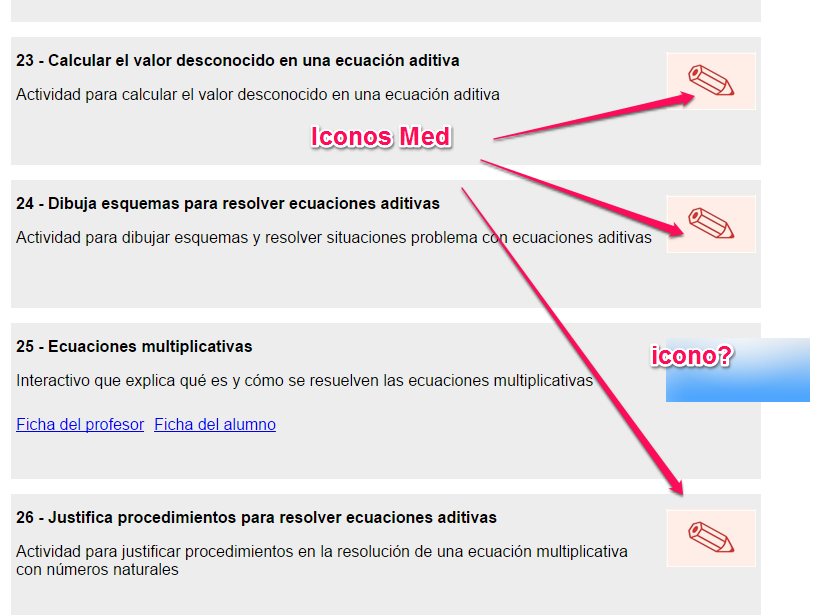 23 - Calcular el valor desconocido en una ecuación aditiva
Actividad para calcular el valor desconocido en una ecuación aditiva
Iconos Med
24 - Dibuja esquemas para resolver ecuaciones aditivas
Actividad para dibujar esquemas y resolver situaciones problema con ecuaciones aditivas
25 - Ecuaciones multiplicativas
icono?
Interactivo que explica qué es y cómo se resuelven las ecuaciones multiplicativas
Ficha del profesor Ficha del alumno
26 - Justifica procedimientos para resolver ecuaciones aditivas
Actividad para justificar procedimientos en la resolución de una ecuación multiplicativa
con números naturales